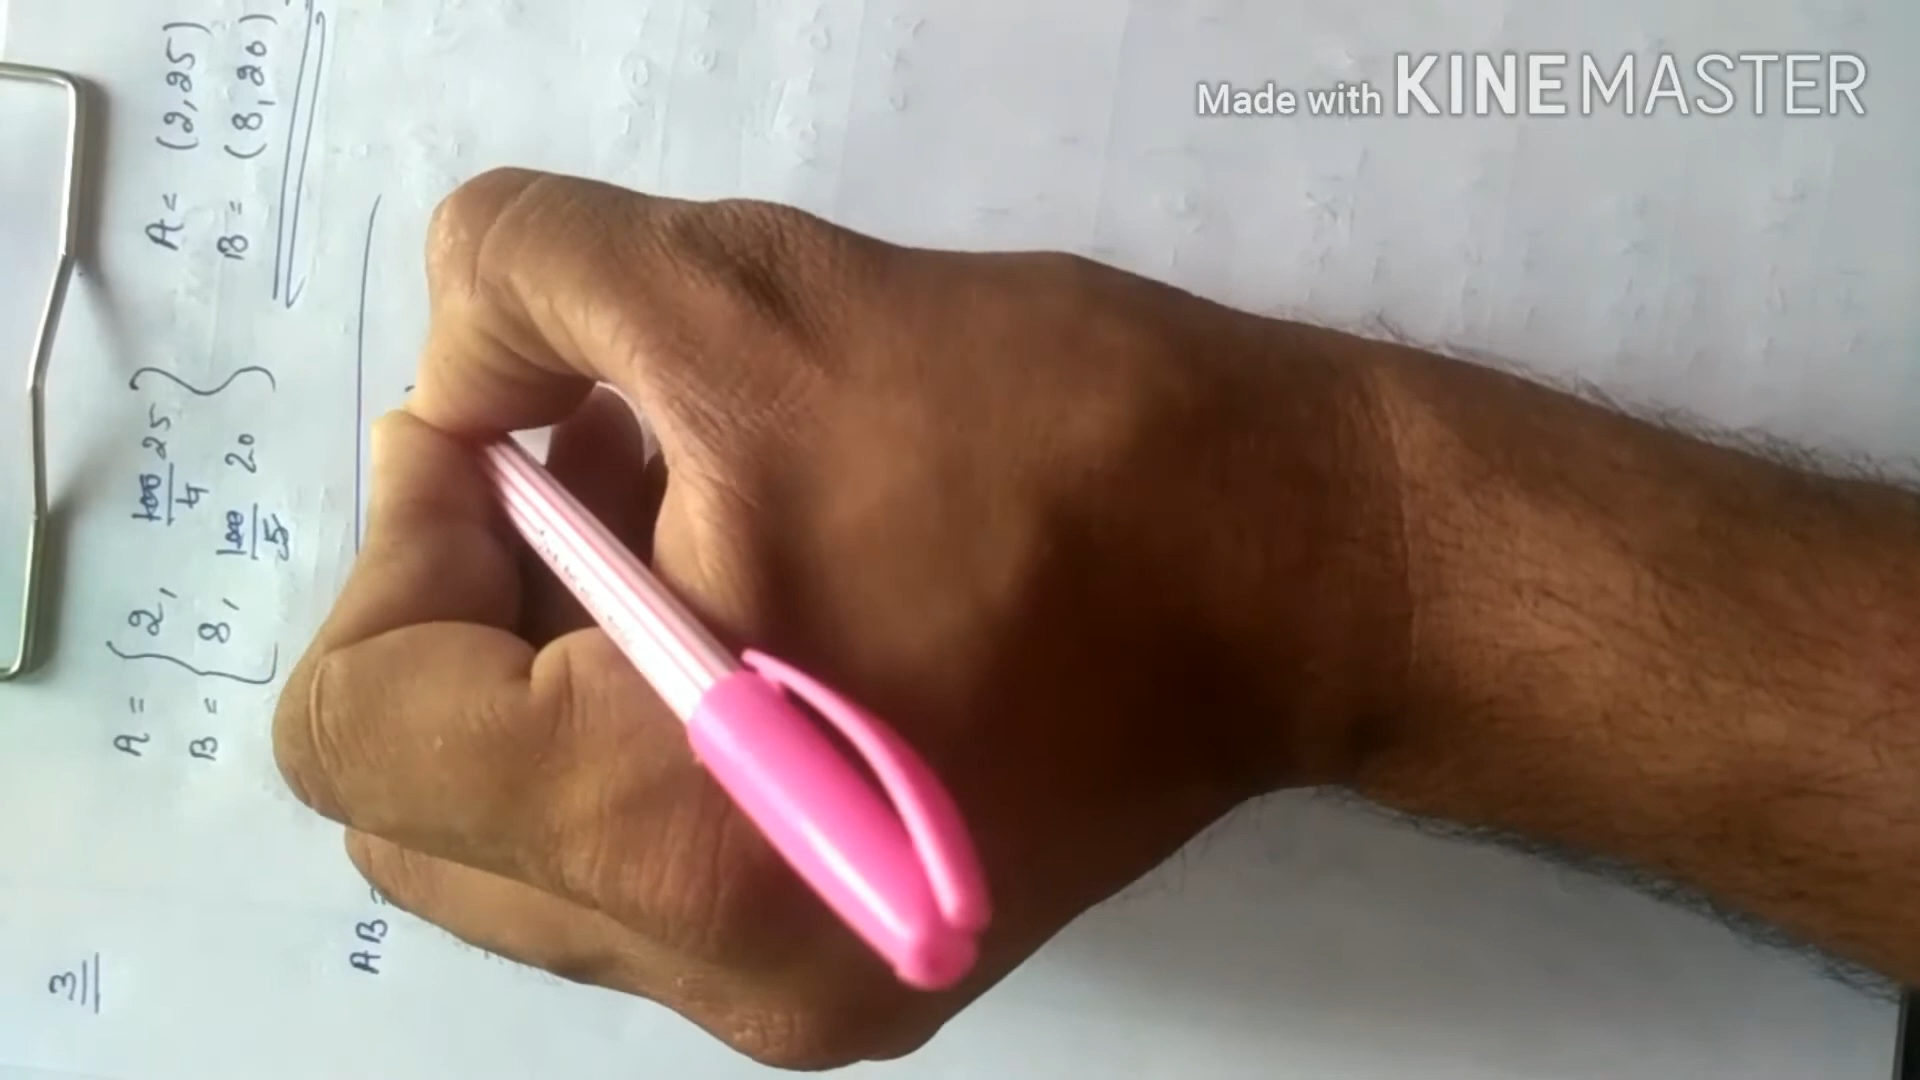 Made with KINEMASTER
3
A = {2, 100/4 25}
B = {8, 100/5 20}
A = (2,25)
B = (8,20)
AB =